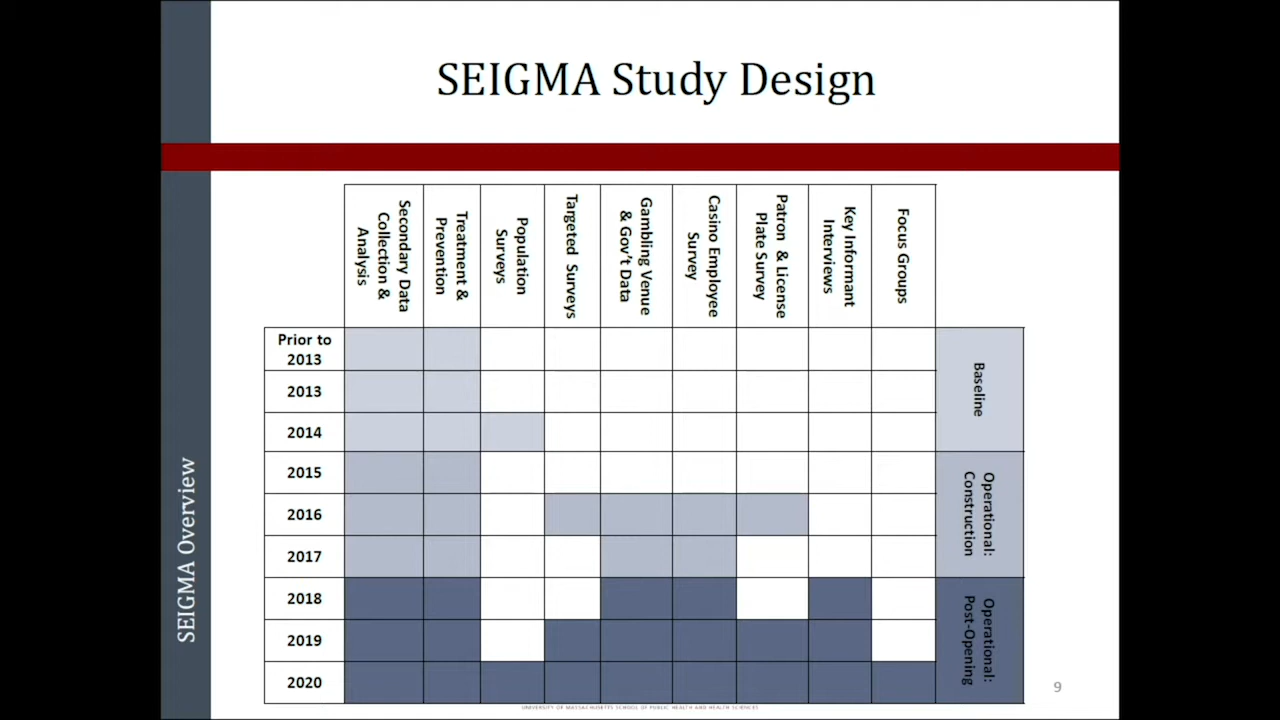 SEIGMA Study Design
Secondary Data
Collection &
Analysis
Treatment &
Prevention
Population
Surveys
Targeted Surveys
Gambling Venue
& Gov't Data
Casino Employee
Survey
Patron & License
Plate Survey
Key Informant
Interviews
Focus Groups
Prior to
2013
2013
2014
Baseline
2015
2016
2017
Operational:
Construction
2018
2019
2020
Operational:
Post-Opening
SEIGMA Overview
9
UNIVERSITY OF MASSACHUSETTS SCHOOL OF PUBLIC HEALTH AND HEALTH SCIENCES